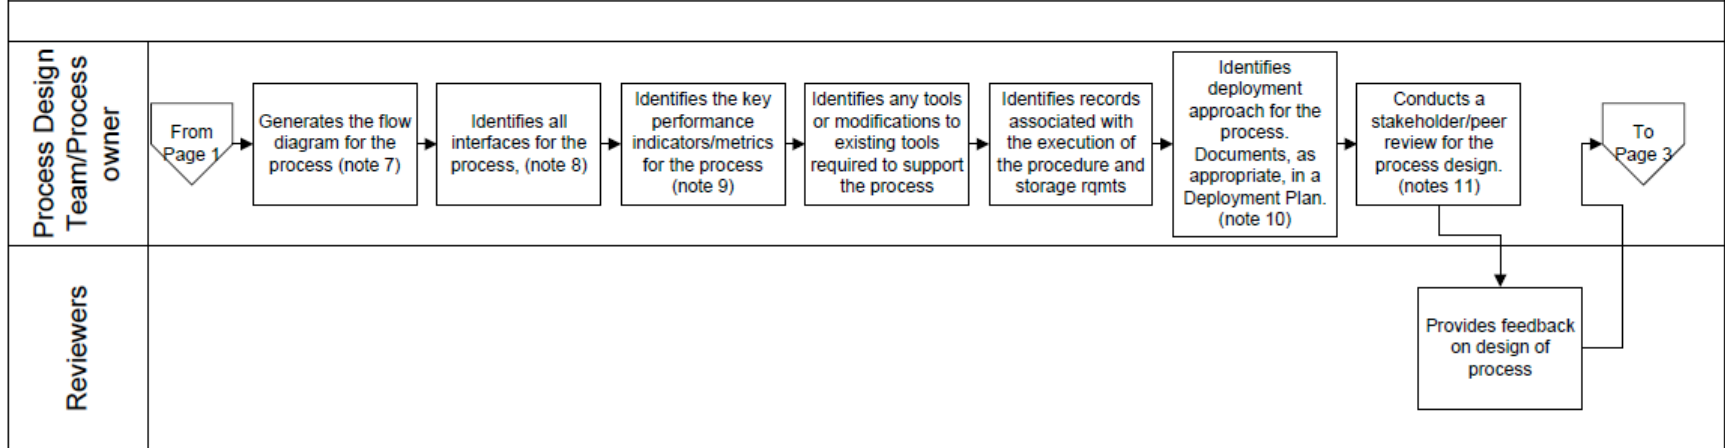 Process Design
Team/Process
owner
From
Page 1
Generates the flow
diagram for the
process (note 7)
Identifies all
interfaces for the
process, (note 8)
Identifies the key
performance
indicators/metrics
for the process
(note 9)
Identifies any tools
or modifications to
existing tools
required to support
the process
Identifies records
associated with
the execution of
the procedure and
storage rqmts
Identifies
deployment
approach for the
process.
Documents, as
appropriate, in a
Deployment Plan.
(note 10)
Conducts a
stakeholder/peer
review for the
process design.
(notes 11)
To
Page 3
Reviewers
Provides feedback
on design of
process